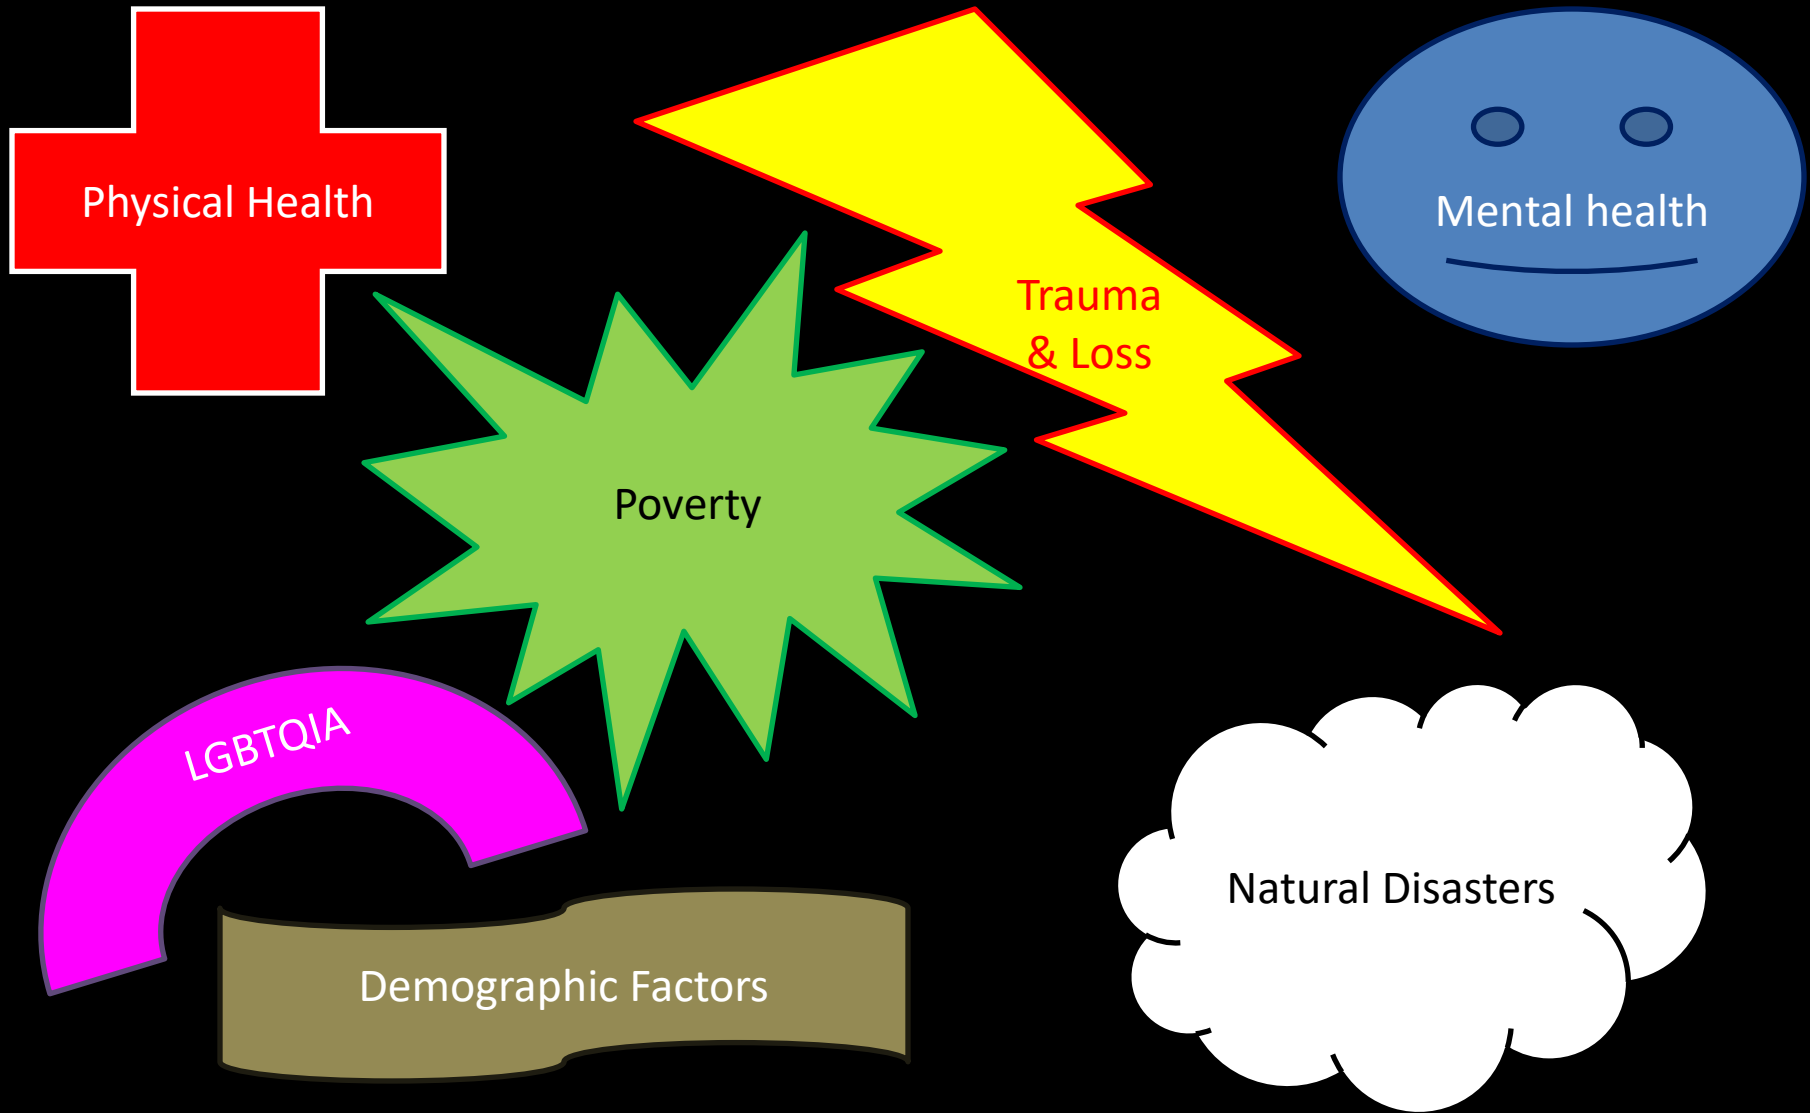 Physical Health
Mental health
Trauma
& Loss
Poverty
LGBTQIA
Natural Disasters
Demographic Factors